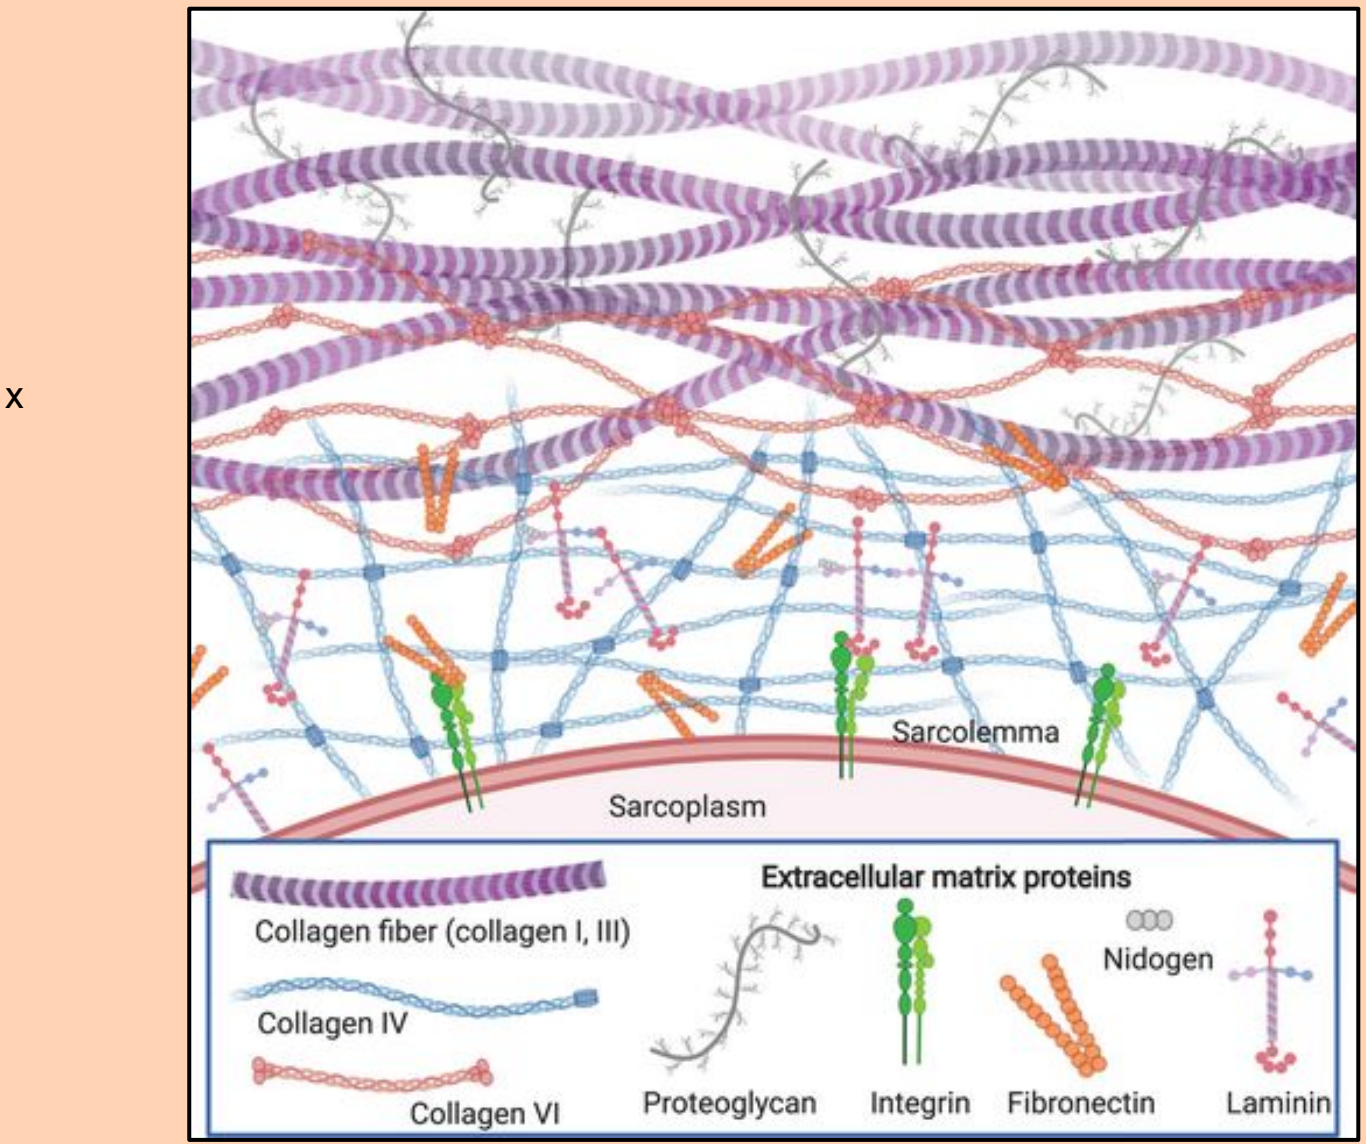 x
Sarcolemma
Sarcoplasm
Extracellular matrix proteins
Collagen fiber (collagen I, III)
Nidogen
Collagen IV
Collagen VI
Proteoglycan
Integrin
Fibronectin
Laminin